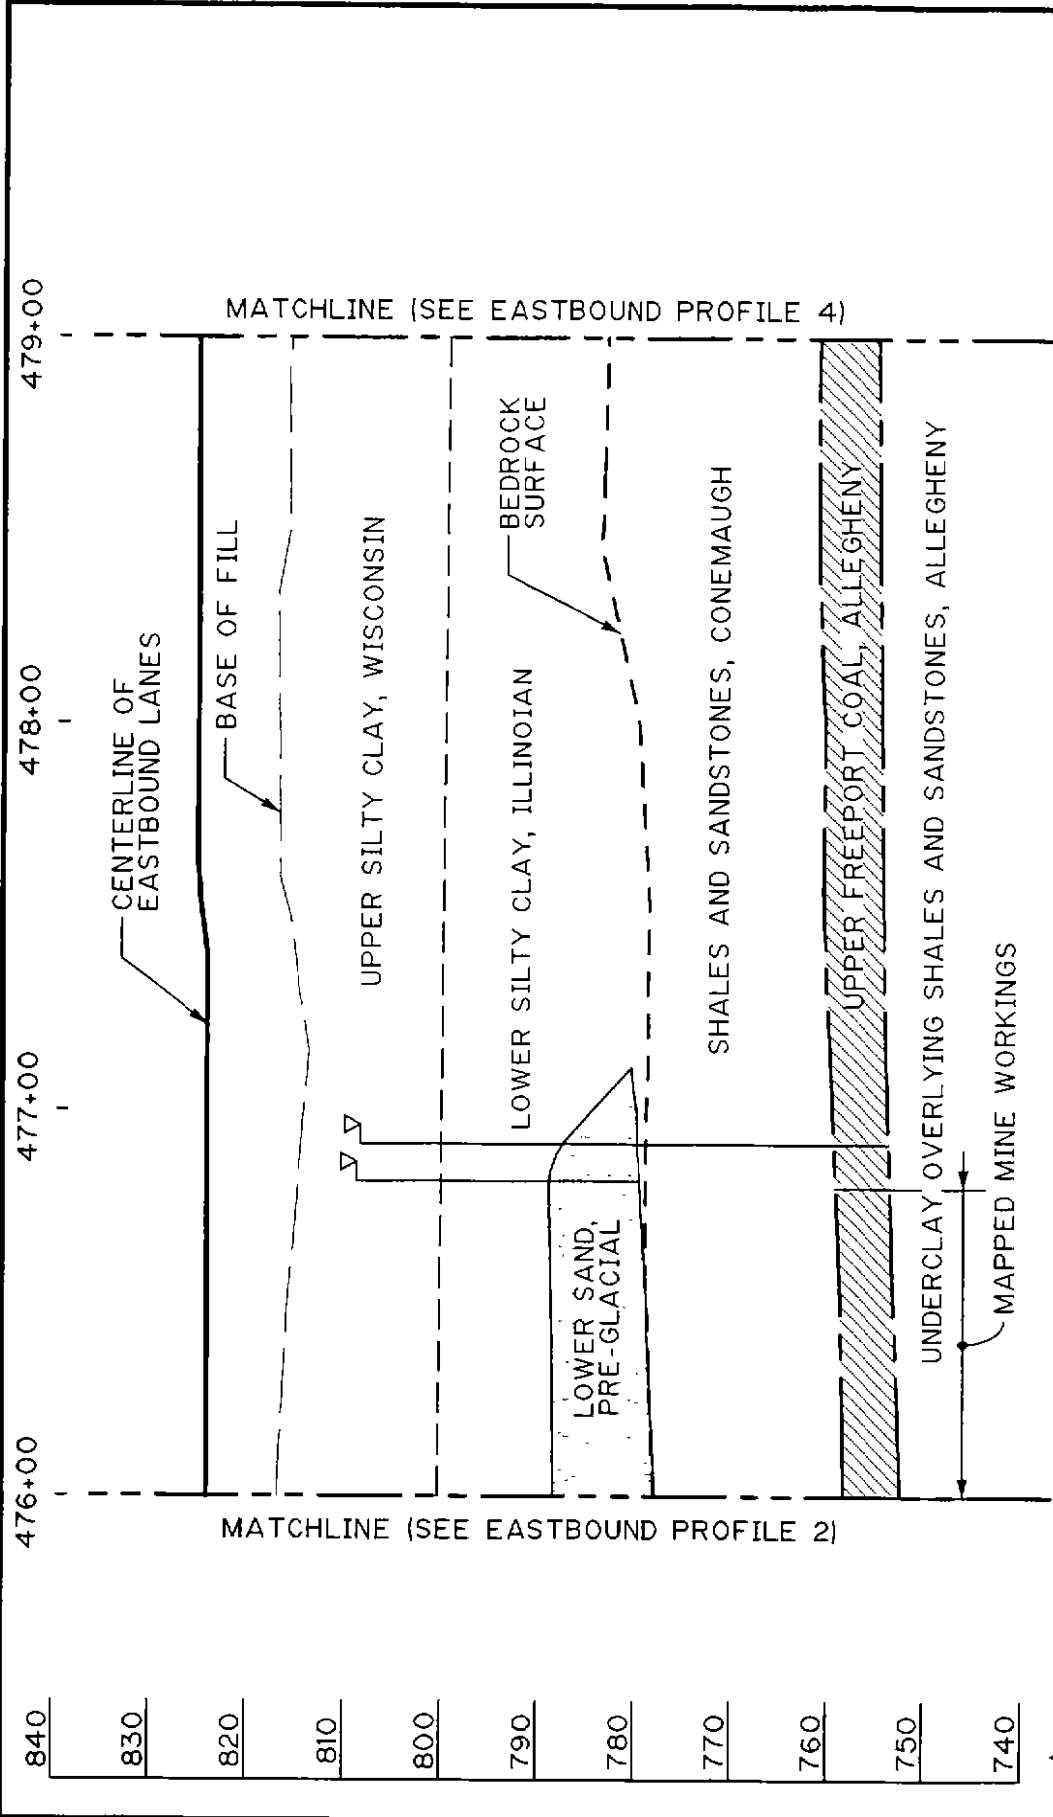 476+00
477+00
478+00
479+00
840
830
820
810
800
790
780
770
760
750
740
MATCHLINE (SEE EASTBOUND PROFILE 2)
MATCHLINE (SEE EASTBOUND PROFILE 4)
CENTERLINE OF
EASTBOUND LANES
BASE OF FILL
UPPER SILTY CLAY, WISCONSIN
LOWER SILTY CLAY, ILLINOIAN
BEDROCK
SURFACE
LOWER SAND,
PRE-GLACIAL
SHALES AND SANDSTONES, CONEMAUGH
UPPER FREEPORT COAL, ALLEGHENY
UNDERCLAY OVERLYING SHALES AND SANDSTONES, ALLEGHENY
MAPPED MINE WORKINGS